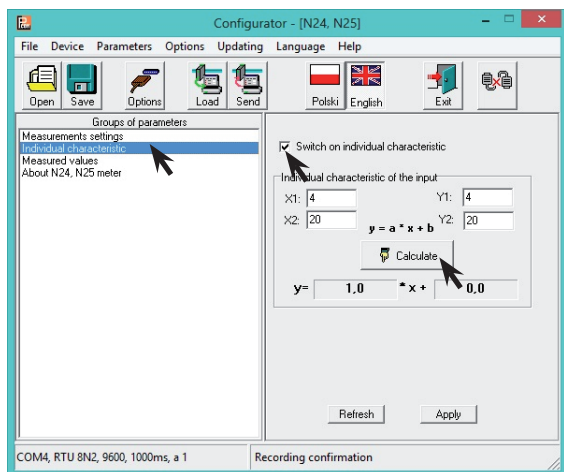 Configurator - [N24, N25]
File Device Parameters Options Updating Language Help
Open Save Options Load Send Polski English Exit
Groups of parameters
Measurements settings
Individual characteristic
Measured values
About N24, N25 meter
Switch on individual characteristic
Individual characteristic of the input
X1: 4 Y1: 4
X2: 20 Y2: 20
y = a * x + b
Calculate
y= 1,0 * x + 0,0
Refresh Apply
COM4, RTU 8N2, 9600, 1000ms, a 1 Recording confirmation